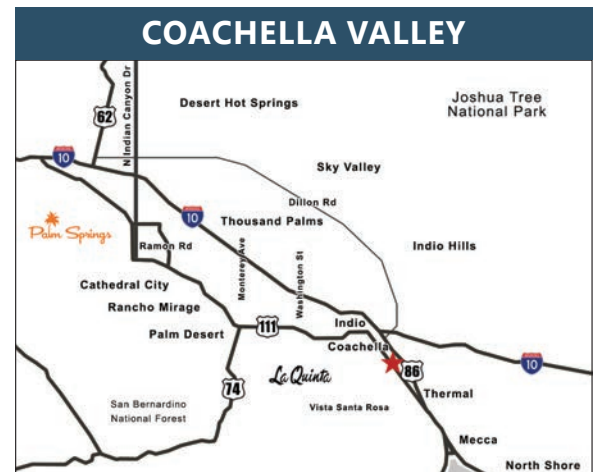 COACHELLA VALLEY
N Indian Canyon Dr
62
Desert Hot Springs
Joshua Tree
National Park
10
Sky Valley
Dillon Rd
10
Thousand Palms
Palm Springs
Ramon Rd
Indio Hills
Monterey Ave
Washington St
Cathedral City
Rancho Mirage
Palm Desert
111
Indio
Coachella
86
10
74
La Quinta
Thermal
San Bernardino
National Forest
Vista Santa Rosa
Mecca
North Shore